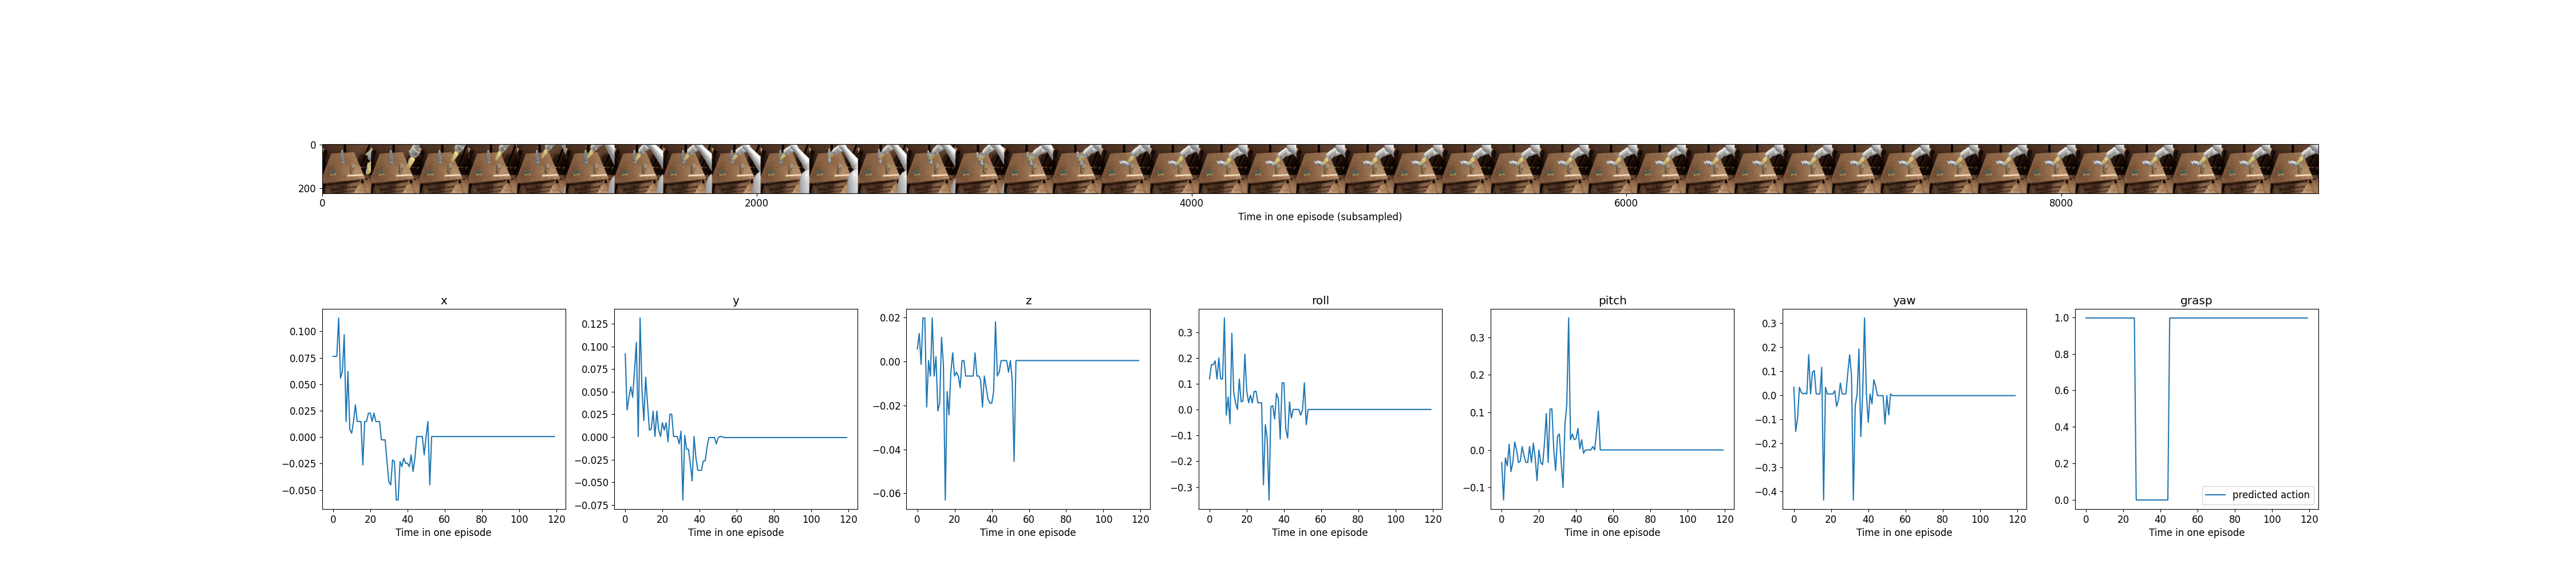 0
200
0 2000 4000 6000 8000
Time in one episode (subsampled)
x
0.100
0.075
0.050
0.025
0.000
−0.025
−0.050
0 20 40 60 80 100 120
Time in one episode
y
0.125
0.100
0.075
0.050
0.025
0.000
−0.025
−0.050
−0.075
0 20 40 60 80 100 120
Time in one episode
z
0.02
0.00
−0.02
−0.04
−0.06
0 20 40 60 80 100 120
Time in one episode
roll
0.3
0.2
0.1
0.0
−0.1
−0.2
−0.3
0 20 40 60 80 100 120
Time in one episode
pitch
0.3
0.2
0.1
0.0
−0.1
0 20 40 60 80 100 120
Time in one episode
yaw
0.3
0.2
0.1
0.0
−0.1
−0.2
−0.3
−0.4
0 20 40 60 80 100 120
Time in one episode
grasp
1.0
0.8
0.6
0.4
0.2
0.0
predicted action
0 20 40 60 80 100 120
Time in one episode